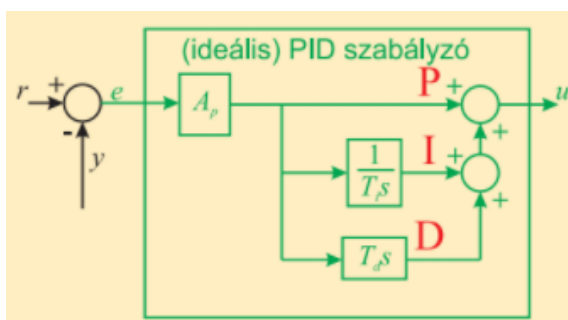 (ideális) PID szabályzó
r + e A_p P + u
- +
y 1/(T_i s) I +
T_d s D +